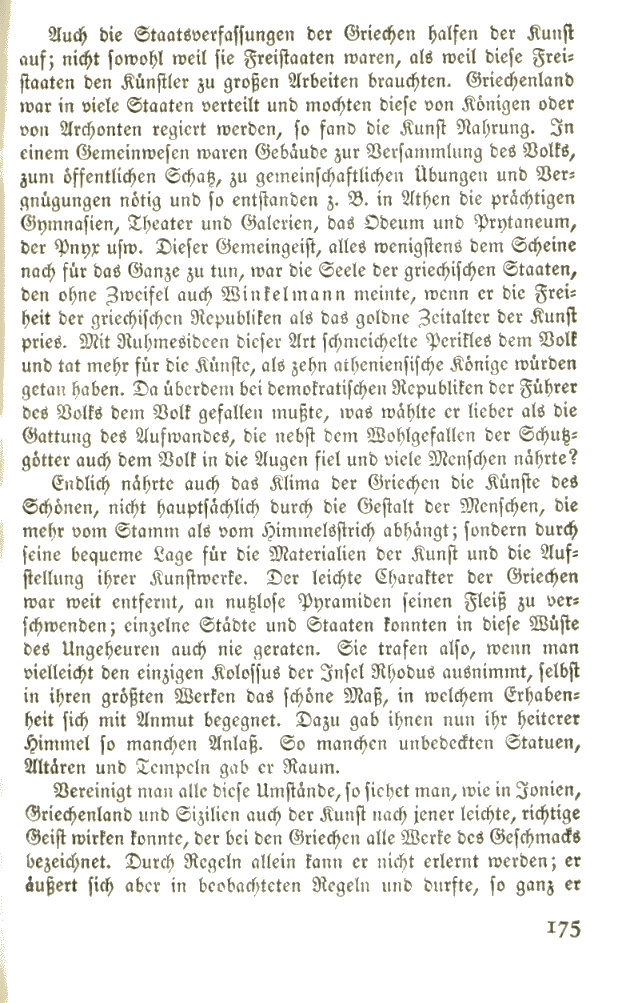 Auch die Staatsverfassungen der Griechen halfen der Kunst
auf; nicht sowohl weil sie Freistaaten waren, als weil diese Frei-
staaten den Künstler zu großen Arbeiten brauchten. Griechenland
war in viele Staaten verteilt und mochten diese von Königen oder
von Archonten regiert werden, so fand die Kunst Nahrung. In
einem Gemeinwesen waren Gebäude zur Versammlung des Volks,
zum öffentlichen Schatz, zu gemeinschaftlichen Übungen und Ver-
gnügungen nötig und so entstanden z. B. in Athen die prächtigen
Gymnasien, Theater und Galerien, das Odeum und Prytaneum,
der Pnyx usw. Dieser Gemeingeist, alles wenigstens dem Scheine
nach für das Ganze zu tun, war die Seele der griechischen Staaten,
den ohne Zweifel auch Winkelmann meinte, wenn er die Frei-
heit der griechischen Republiken als das goldne Zeitalter der Kunst
pries. Mit Ruhmesideen dieser Art schmeichelte Perikles dem Volk
und tat mehr für die Künste, als zehn atheniensische Könige würden
getan haben. Da überdem bei demokratischen Republiken der Führer
des Volks dem Volk gefallen mußte, was wählte er lieber als die
Gattung des Aufwandes, die nebst dem Wohlgefallen der Schutz-
götter auch dem Volk in die Augen fiel und viele Menschen nährte?
Endlich nährte auch das Klima der Griechen die Künste des
Schönen, nicht hauptsächlich durch die Gestalt der Menschen, die
mehr vom Stamm als vom Himmelsstrich abhängt; sondern durch
seine bequeme Lage für die Materialien der Kunst und die Auf-
stellung ihrer Kunstwerke. Der leichte Charakter der Griechen
war weit entfernt, an nutzlose Pyramiden seinen Fleiß zu ver-
schwenden; einzelne Städte und Staaten konnten in diese Wüste
des Ungeheuren auch nie geraten. Sie trafen also, wenn man
vielleicht den einzigen Kolossus der Insel Rhodus ausnimmt, selbst
in ihren größten Werken das schöne Maß, in welchem Erhaben-
heit sich mit Anmut begegnet. Dazu gab ihnen nun ihr heiterer
Himmel so manchen Anlaß. So manchen unbedeckten Statuen,
Altären und Tempeln gab er Raum.
Vereinigt man alle diese Umstände, so siehet man, wie in Jonien,
Griechenland und Sizilien auch der Kunst nach jener leichte, richtige
Geist wirken konnte, der bei den Griechen alle Werke des Geschmacks
bezeichnet. Durch Regeln allein kann er nicht erlernt werden; er
äußert sich aber in beobachteten Regeln und durfte, so ganz er
175